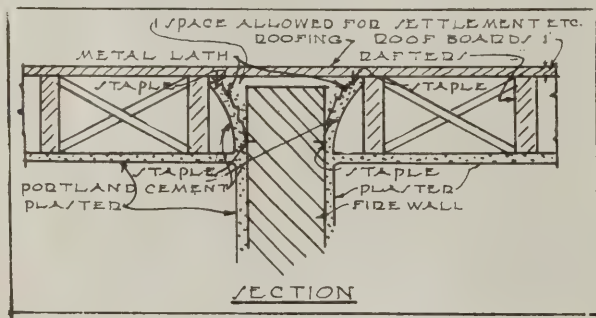 1 SPACE ALLOWED FOR SETTLEMENT ETC.
ROOFING ROOF BOARDS
METAL LATH RAFTERS
STAPLE STAPLE
STAPLE STAPLE
PORTLAND CEMENT PLASTER
PLASTER FIRE WALL
SECTION